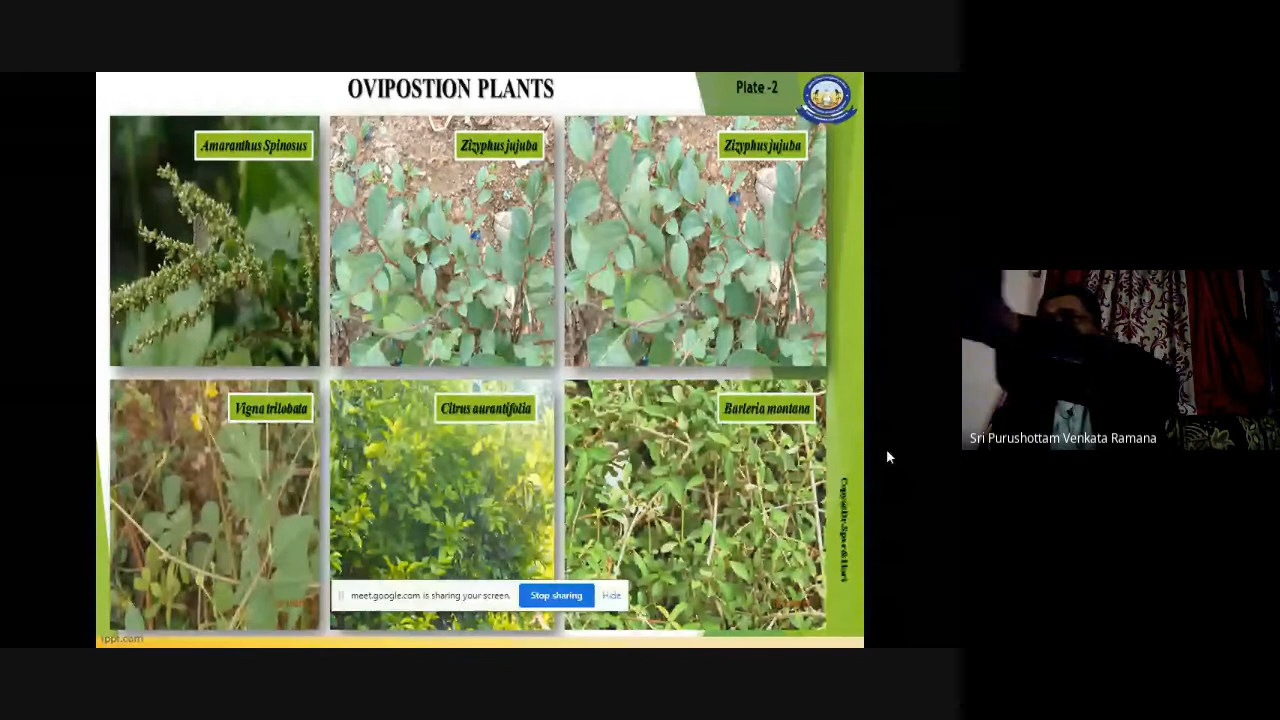 OVIPOSTION PLANTS
Plate -2
Amaranthus Spinosus
Zizyphus jujuba
Zizyphus jujuba
Vigna trilobata
Citrus aurantifolia
Barleria montana
meet.google.com is sharing your screen.
Stop sharing
Hide
Sri Purushottam Venkata Ramana